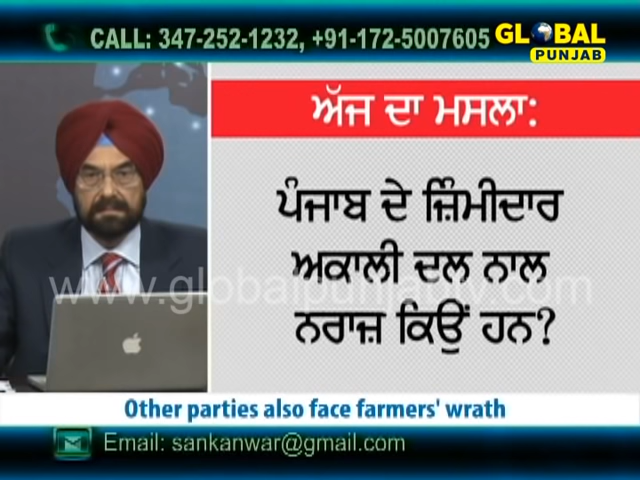 CALL: 347-252-1232, +91-172-5007605
GLOBAL
PUNJAB
ਅੱਜ ਦਾ ਮਸਲਾ:
ਪੰਜਾਬ ਦੇ ਜ਼ਿੰਮੀਦਾਰ
ਅਕਾਲੀ ਦਲ ਨਾਲ
www.globalpunjabtv.com
ਨਰਾਜ਼ ਕਿਉਂ ਹਨ?
Other parties also face farmers' wrath
Email: sankanwar@gmail.com